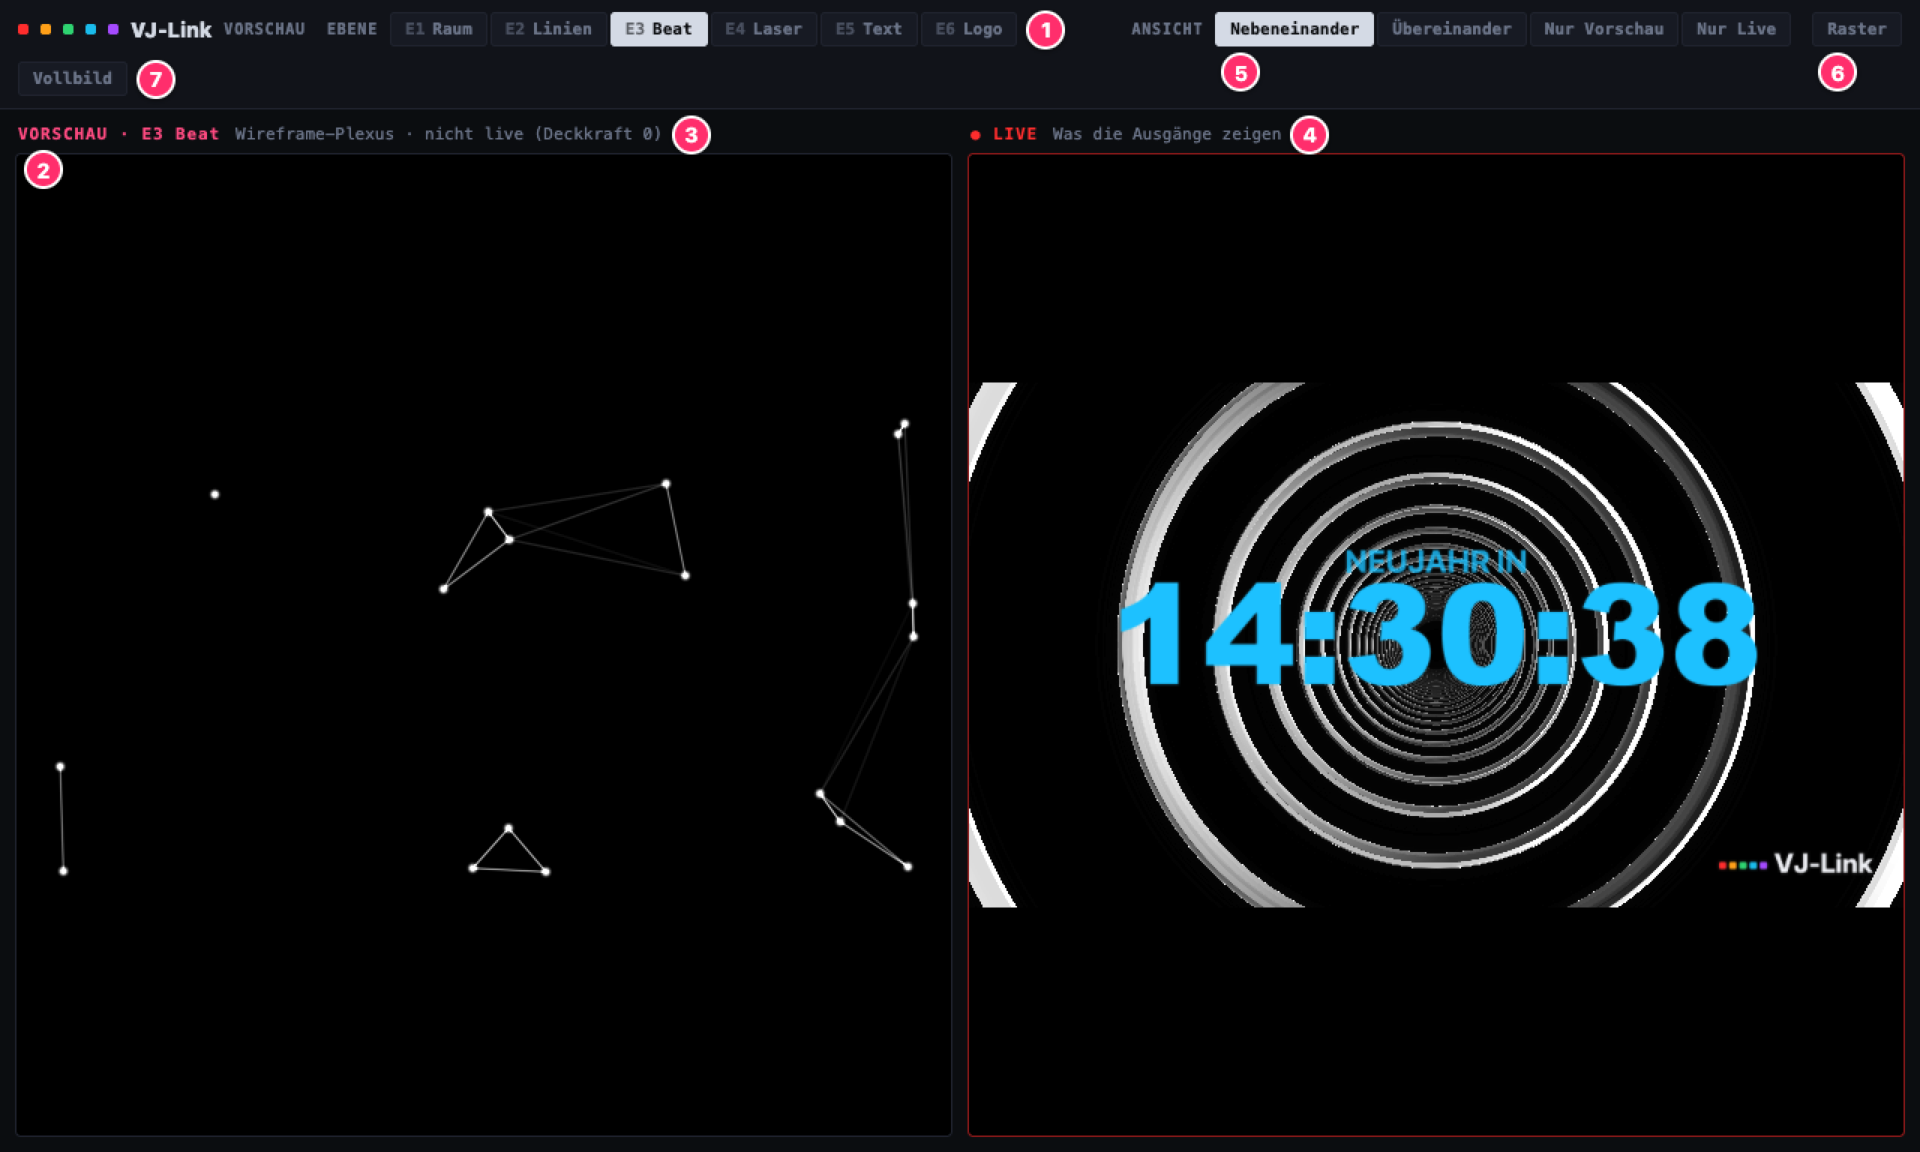 VJ-Link VORSCHAU EBENE E1 Raum E2 Linien E3 Beat E4 Laser E5 Text E6 Logo 1 ANSICHT Nebeneinander Übereinander Nur Vorschau Nur Live Raster
Vollbild 7 5 6
VORSCHAU · E3 Beat Wireframe-Plexus · nicht live (Deckkraft 0) 3
2
● LIVE Was die Ausgänge zeigen 4
NEUJAHR IN
14:30:38
VJ-Link